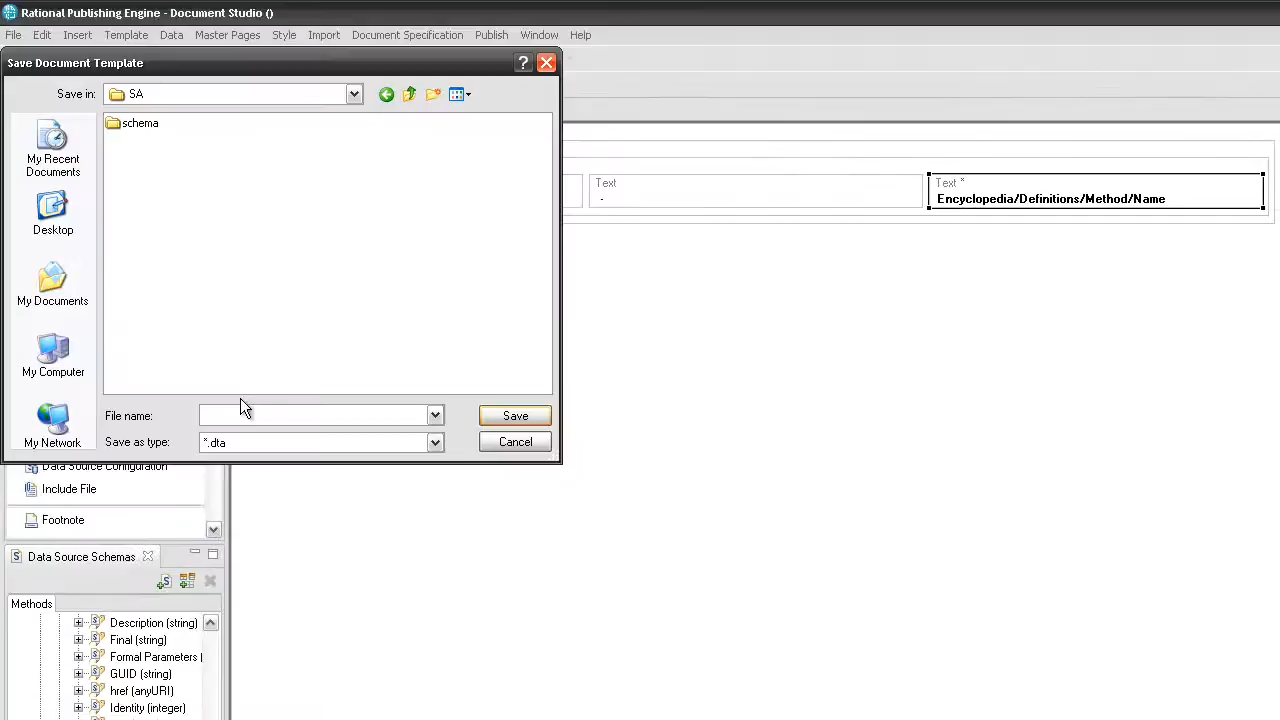 Rational Publishing Engine - Document Studio ()
File Edit Insert Template Data Master Pages Style Import Document Specification Publish Window Help
Save Document Template
Save in: SA
schema
My Recent
Documents
Desktop
My Documents
My Computer
My Network
File name:
Save
Save as type: *.dta
Cancel
Text
.
Text *
Encyclopedia/Definitions/Method/Name
Data Source Configuration
Include File
Footnote
Data Source Schemas
Methods
Description (string)
Final (string)
Formal Parameters
GUID (string)
href (anyURI)
Identity (integer)